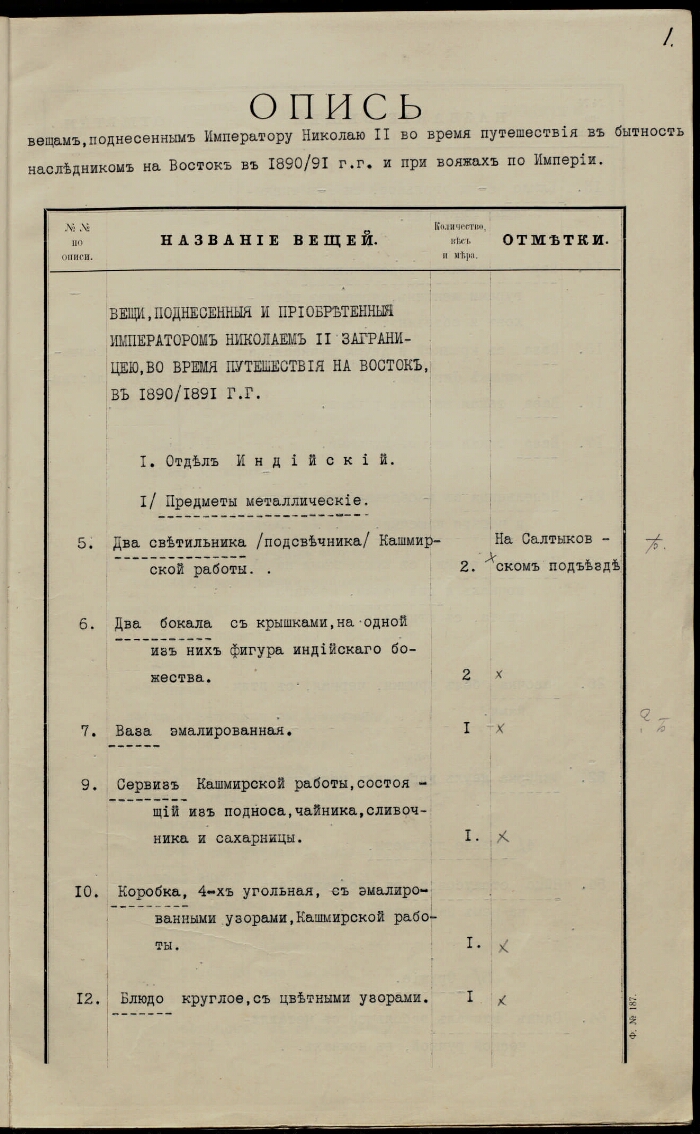 1.
ОПИСЬ
вещамъ,поднесеннымъ Императору Николаю II во время путешествія въ бытность
наслѣдникомъ на Востокъ въ 1890/91 г.г. и при вояжахъ по Имперіи.
№ №
по
описи.
НАЗВАНІЕ ВЕЩЕЙ.
Количество,
вѣсъ
и мѣра.
ОТМѢТКИ.
ВЕЩИ,ПОДНЕСЕННЫЯ И ПРІОБРѢТЕННЫЯ
ИМПЕРАТОРОМЪ НИКОЛАЕМЪ II ЗАГРАНИ-
ЦЕЮ,ВО ВРЕМЯ ПУТЕШЕСТВІЯ НА ВОСТОКЪ,
ВЪ 1890/1891 Г.Г.
I. Отдѣлъ Индійскій.
I/ Предметы металлическіе.
5. Два свѣтильника /подсвѣчника/ Кашмир- На Салтыков -
ской работы. . 2. х скомъ подъѣздѣ
6. Два бокала съ крышками,на одной
изъ нихъ фигура индійскаго бо-
жества. 2 х
7. Ваза эмалированная. I х
9. Сервизъ Кашмирской работы,состоя -
щій изъ подноса,чайника,сливоч-
ника и сахарницы. I. х
10. Коробка, 4-хъ угольная, съ эмалиро-
ванными узорами,Кашмирской рабо-
ты. I. х
12. Блюдо круглое,съ цвѣтными узорами. I х
Ф. № 187.